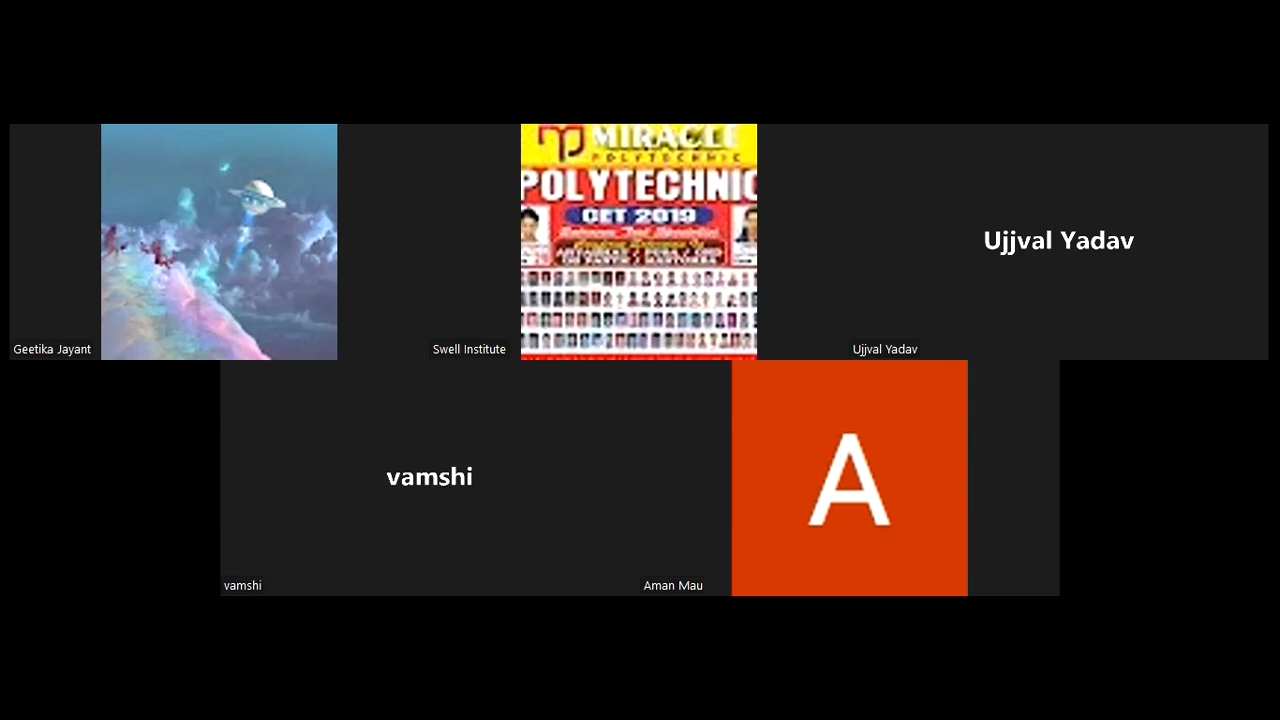 MIRACLE
POLYTECHNIC
POLYTECHNIC
CET 2019
Geetika Jayant
Swell Institute
Ujjval Yadav
Ujjval Yadav
vamshi
A
vamshi
Aman Mau